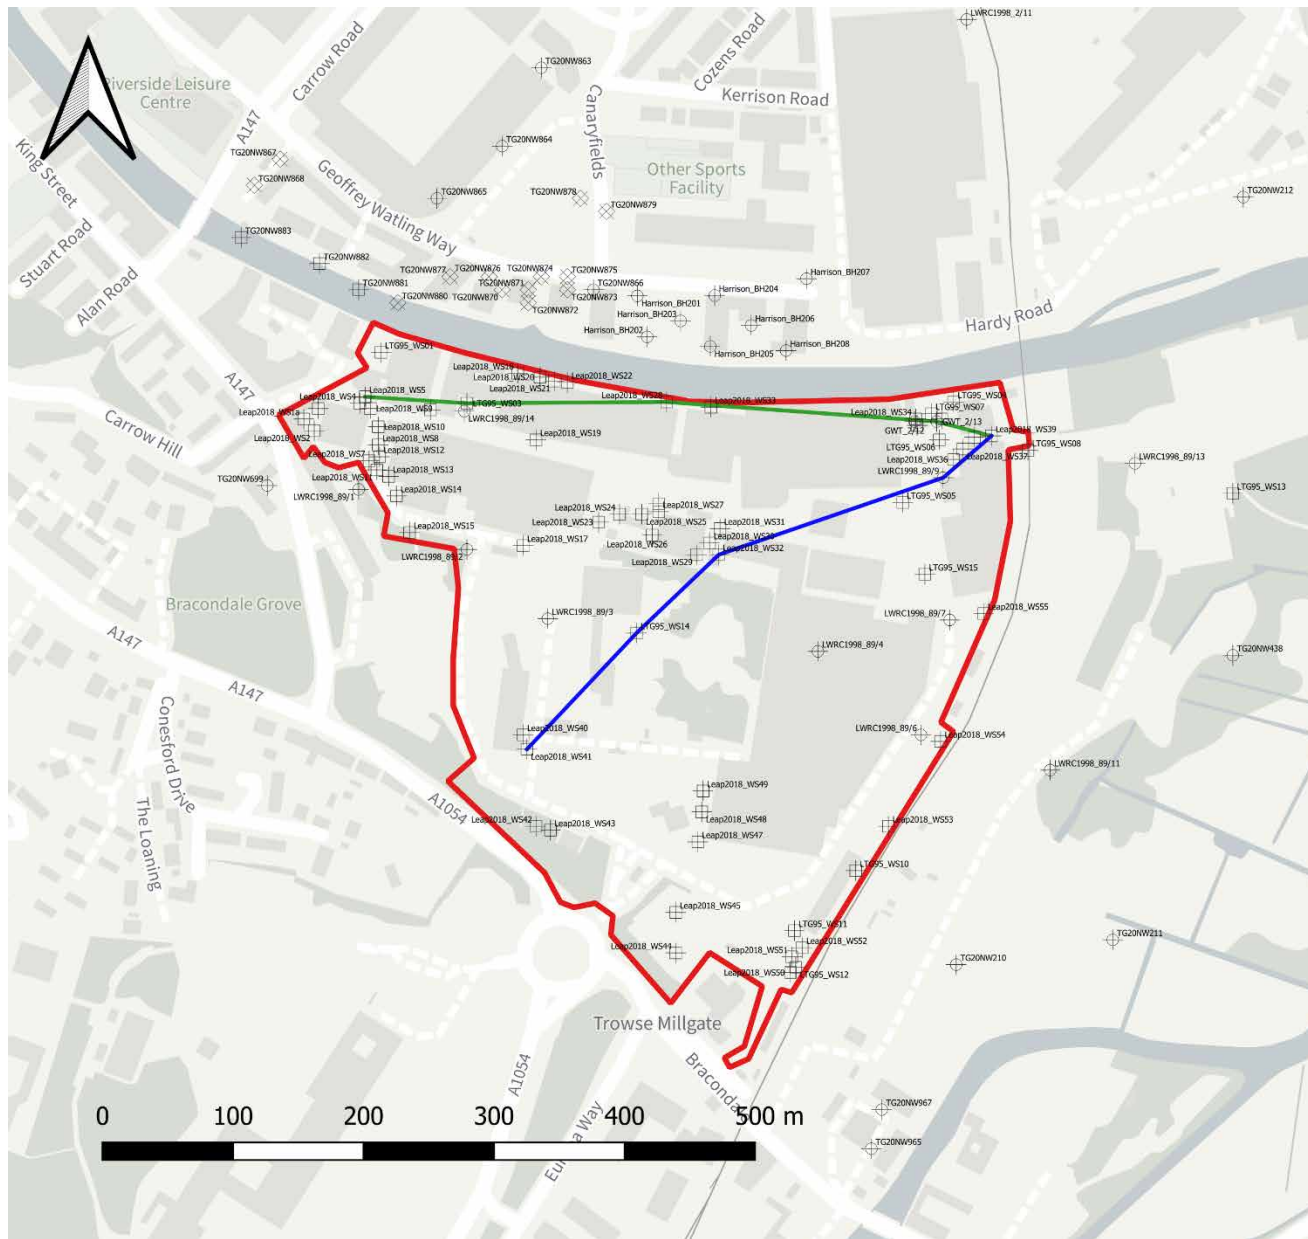 LWRC1998_2/11
Carrow Road
Cozens Road
TG20NW863
Riverside Leisure
Centre
Kerrison Road
A147
King Street
Canaryfields
TG20NW864
TG20NW867
TG20NW868
Geoffrey Watling Way
Other Sports
Facility
TG20NW865
TG20NW878
TG20NW879
TG20NW212
TG20NW883
Stuart Road
TG20NW882
Alan Road
TG20NW877
TG20NW876
TG20NW874
TG20NW875
Harrison_BH207
TG20NW881
TG20NW871
TG20NW866
TG20NW880
TG20NW870
TG20NW873
Harrison_BH201
Harrison_BH204
TG20NW872
Harrison_BH203
Harrison_BH206
Hardy Road
Harrison_BH202
Harrison_BH205
Harrison_BH208
LTG95_WS01
A147
Leap2018_WS20
Leap2018_WS21
Leap2018_WS22
Leap2018_WS5
Leap2018_WS4
Leap2018_WS28
Leap2018_WS33
LTG95_WS04
Leap2018_WS9
LTG95_WS03
LWRC1998_89/14
Leap2018_WS34
LTG95_WS07
Carrow Hill
Leap2018_WS2
Leap2018_WS10
GWT_2/12
GWT_2/13
Leap2018_WS39
Leap2018_WS8
Leap2018_WS19
LTG95_WS06
LTG95_WS08
Leap2018_WS7
Leap2018_WS12
Leap2018_WS36
Leap2018_WS37
Leap2018_WS13
LWRC1998_89/9
LWRC1998_89/13
TG20NW699
LWRC1998_89/1
Leap2018_WS14
LTG95_WS05
LTG95_WS13
Leap2018_WS24
Leap2018_WS27
Leap2018_WS15
Leap2018_WS23
Leap2018_WS25
Leap2018_WS31
Leap2018_WS17
Leap2018_WS26
LWRC1998_89/2
Leap2018_WS29
Leap2018_WS32
LTG95_WS15
Bracondale Grove
LWRC1998_89/3
LWRC1998_89/7
Leap2018_WS55
LTG95_WS14
A147
LWRC1998_89/4
TG20NW438
A147
Conesford Drive
Leap2018_WS40
LWRC1998_89/6
Leap2018_WS54
Leap2018_WS41
LWRC1998_89/11
Leap2018_WS49
The Loaning
A1054
Leap2018_WS42
Leap2018_WS43
Leap2018_WS48
Leap2018_WS53
Leap2018_WS47
LTG95_WS10
Leap2018_WS45
LTG95_WS11
TG20NW211
Leap2018_WS44
Leap2018_WS51
Leap2018_WS52
TG20NW210
Leap2018_WS50
LTG95_WS12
Trowse Millgate
A1054
Braconda
0 100 200 300 400 500 m
TG20NW967
TG20NW965